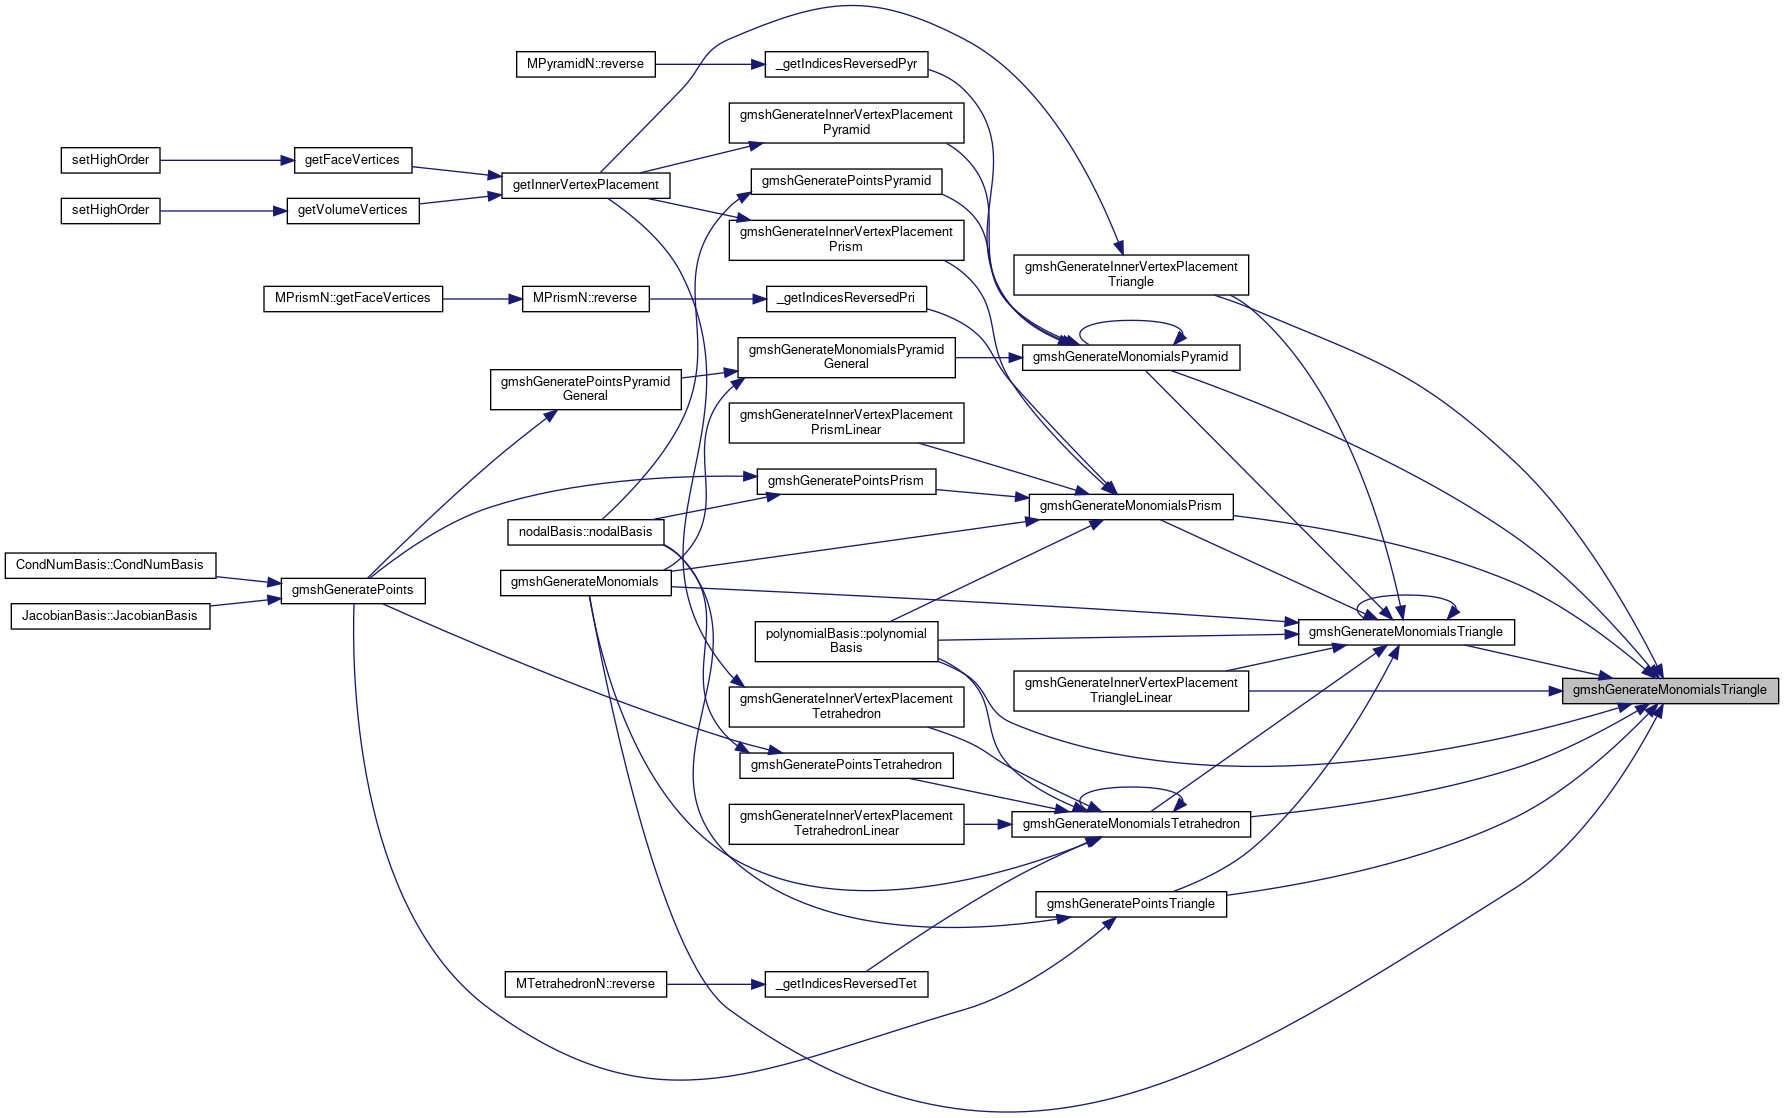 MPyramidN::reverse
_getIndicesReversedPyr
gmshGenerateInnerVertexPlacement
Pyramid
setHighOrder
getFaceVertices
gmshGeneratePointsPyramid
getInnerVertexPlacement
setHighOrder
getVolumeVertices
gmshGenerateInnerVertexPlacement
Prism
gmshGenerateInnerVertexPlacement
Triangle
MPrismN::getFaceVertices
MPrismN::reverse
_getIndicesReversedPri
gmshGenerateMonomialsPyramid
General
gmshGenerateMonomialsPyramid
gmshGeneratePointsPyramid
General
gmshGenerateInnerVertexPlacement
PrismLinear
gmshGeneratePointsPrism
gmshGenerateMonomialsPrism
nodalBasis::nodalBasis
CondNumBasis::CondNumBasis
gmshGenerateMonomials
gmshGeneratePoints
JacobianBasis::JacobianBasis
polynomialBasis::polynomial
Basis
gmshGenerateMonomialsTriangle
gmshGenerateInnerVertexPlacement
TriangleLinear
gmshGenerateMonomialsTriangle
gmshGenerateInnerVertexPlacement
Tetrahedron
gmshGeneratePointsTetrahedron
gmshGenerateInnerVertexPlacement
TetrahedronLinear
gmshGenerateMonomialsTetrahedron
gmshGeneratePointsTriangle
MTetrahedronN::reverse
_getIndicesReversedTet